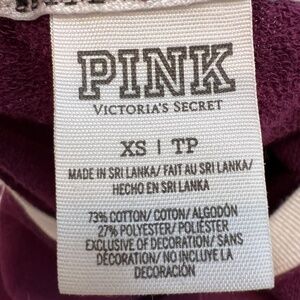 PINK
VICTORIA'S SECRET
XS | TP
MADE IN SRI LANKA/ FAIT AU SRI LANKA/
HECHO EN SRI LANKA
73% COTTON/ COTON/ ALGODÓN
27% POLYESTER/ POLIÉSTER
EXCLUSIVE OF DECORATION/ SANS
DÉCORATION/ NO INCLUYE LA
DECORACIÓN